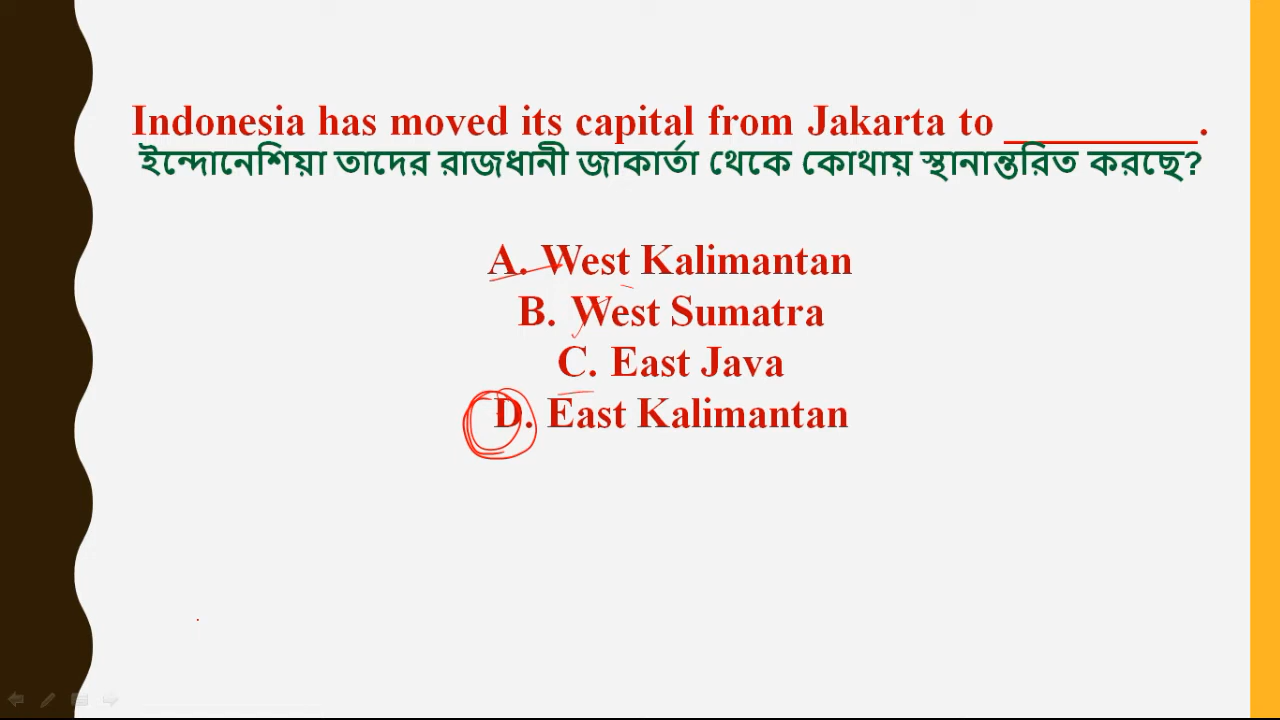 Indonesia has moved its capital from Jakarta to _________.
ইন্দোনেশিয়া তাদের রাজধানী জাকার্তা থেকে কোথায় স্থানান্তরিত করছে?
A. West Kalimantan
B. West Sumatra
C. East Java
D. East Kalimantan